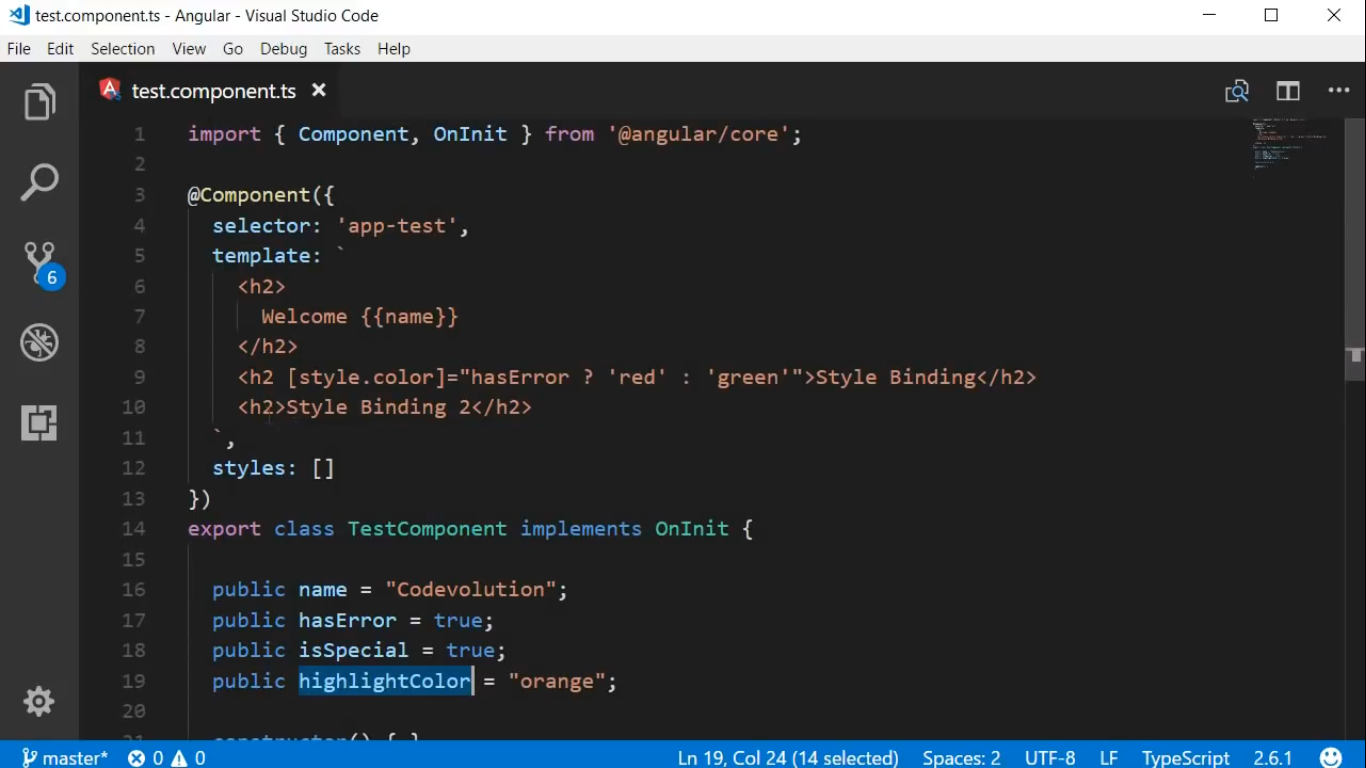 test.component.ts - Angular - Visual Studio Code
File Edit Selection View Go Debug Tasks Help
test.component.ts
1 import { Component, OnInit } from '@angular/core';
2
3 @Component({
4 selector: 'app-test',
5 template: `
6 <h2>
7 Welcome {{name}}
8 </h2>
9 <h2 [style.color]="hasError ? 'red' : 'green'">Style Binding</h2>
10 <h2>Style Binding 2</h2>
11 `,
12 styles: []
13 })
14 export class TestComponent implements OnInit {
15
16 public name = "Codevolution";
17 public hasError = true;
18 public isSpecial = true;
19 public highlightColor = "orange";
20
21 constructor() { }
6
master* 0 0 Ln 19, Col 24 (14 selected) Spaces: 2 UTF-8 LF TypeScript 2.6.1